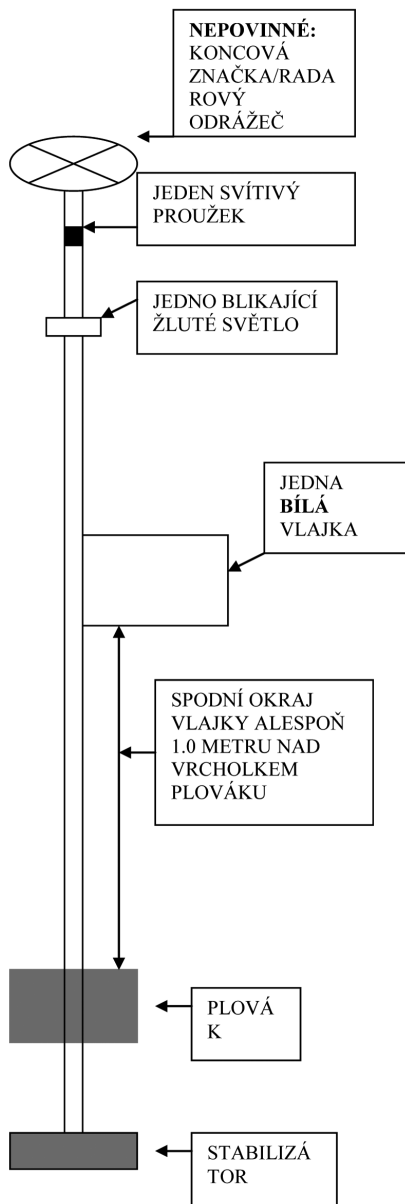 NEPOVINNÉ:
KONCOVÁ
ZNAČKA/RADA
ROVÝ
ODRÁŽEČ
JEDEN SVÍTIVÝ
PROUŽEK
JEDNO BLIKAJÍCÍ
ŽLUTÉ SVĚTLO
JEDNA
BÍLÁ
VLAJKA
SPODNÍ OKRAJ
VLAJKY ALESPOŇ
1.0 METRU NAD
VRCHOLKEM
PLOVÁKU
PLOVÁ
K
STABILIZÁ
TOR